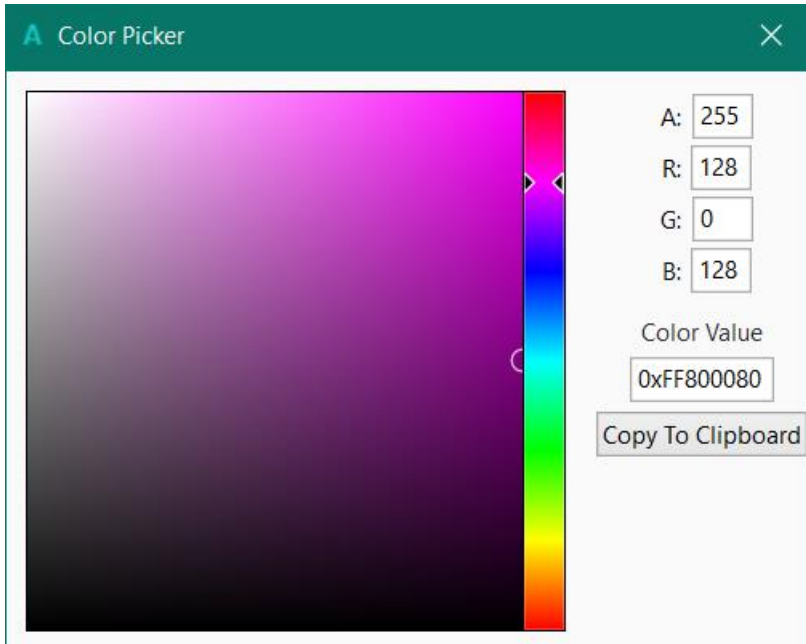 A Color Picker
A: 255
R: 128
G: 0
B: 128
Color Value
0xFF800080
Copy To Clipboard